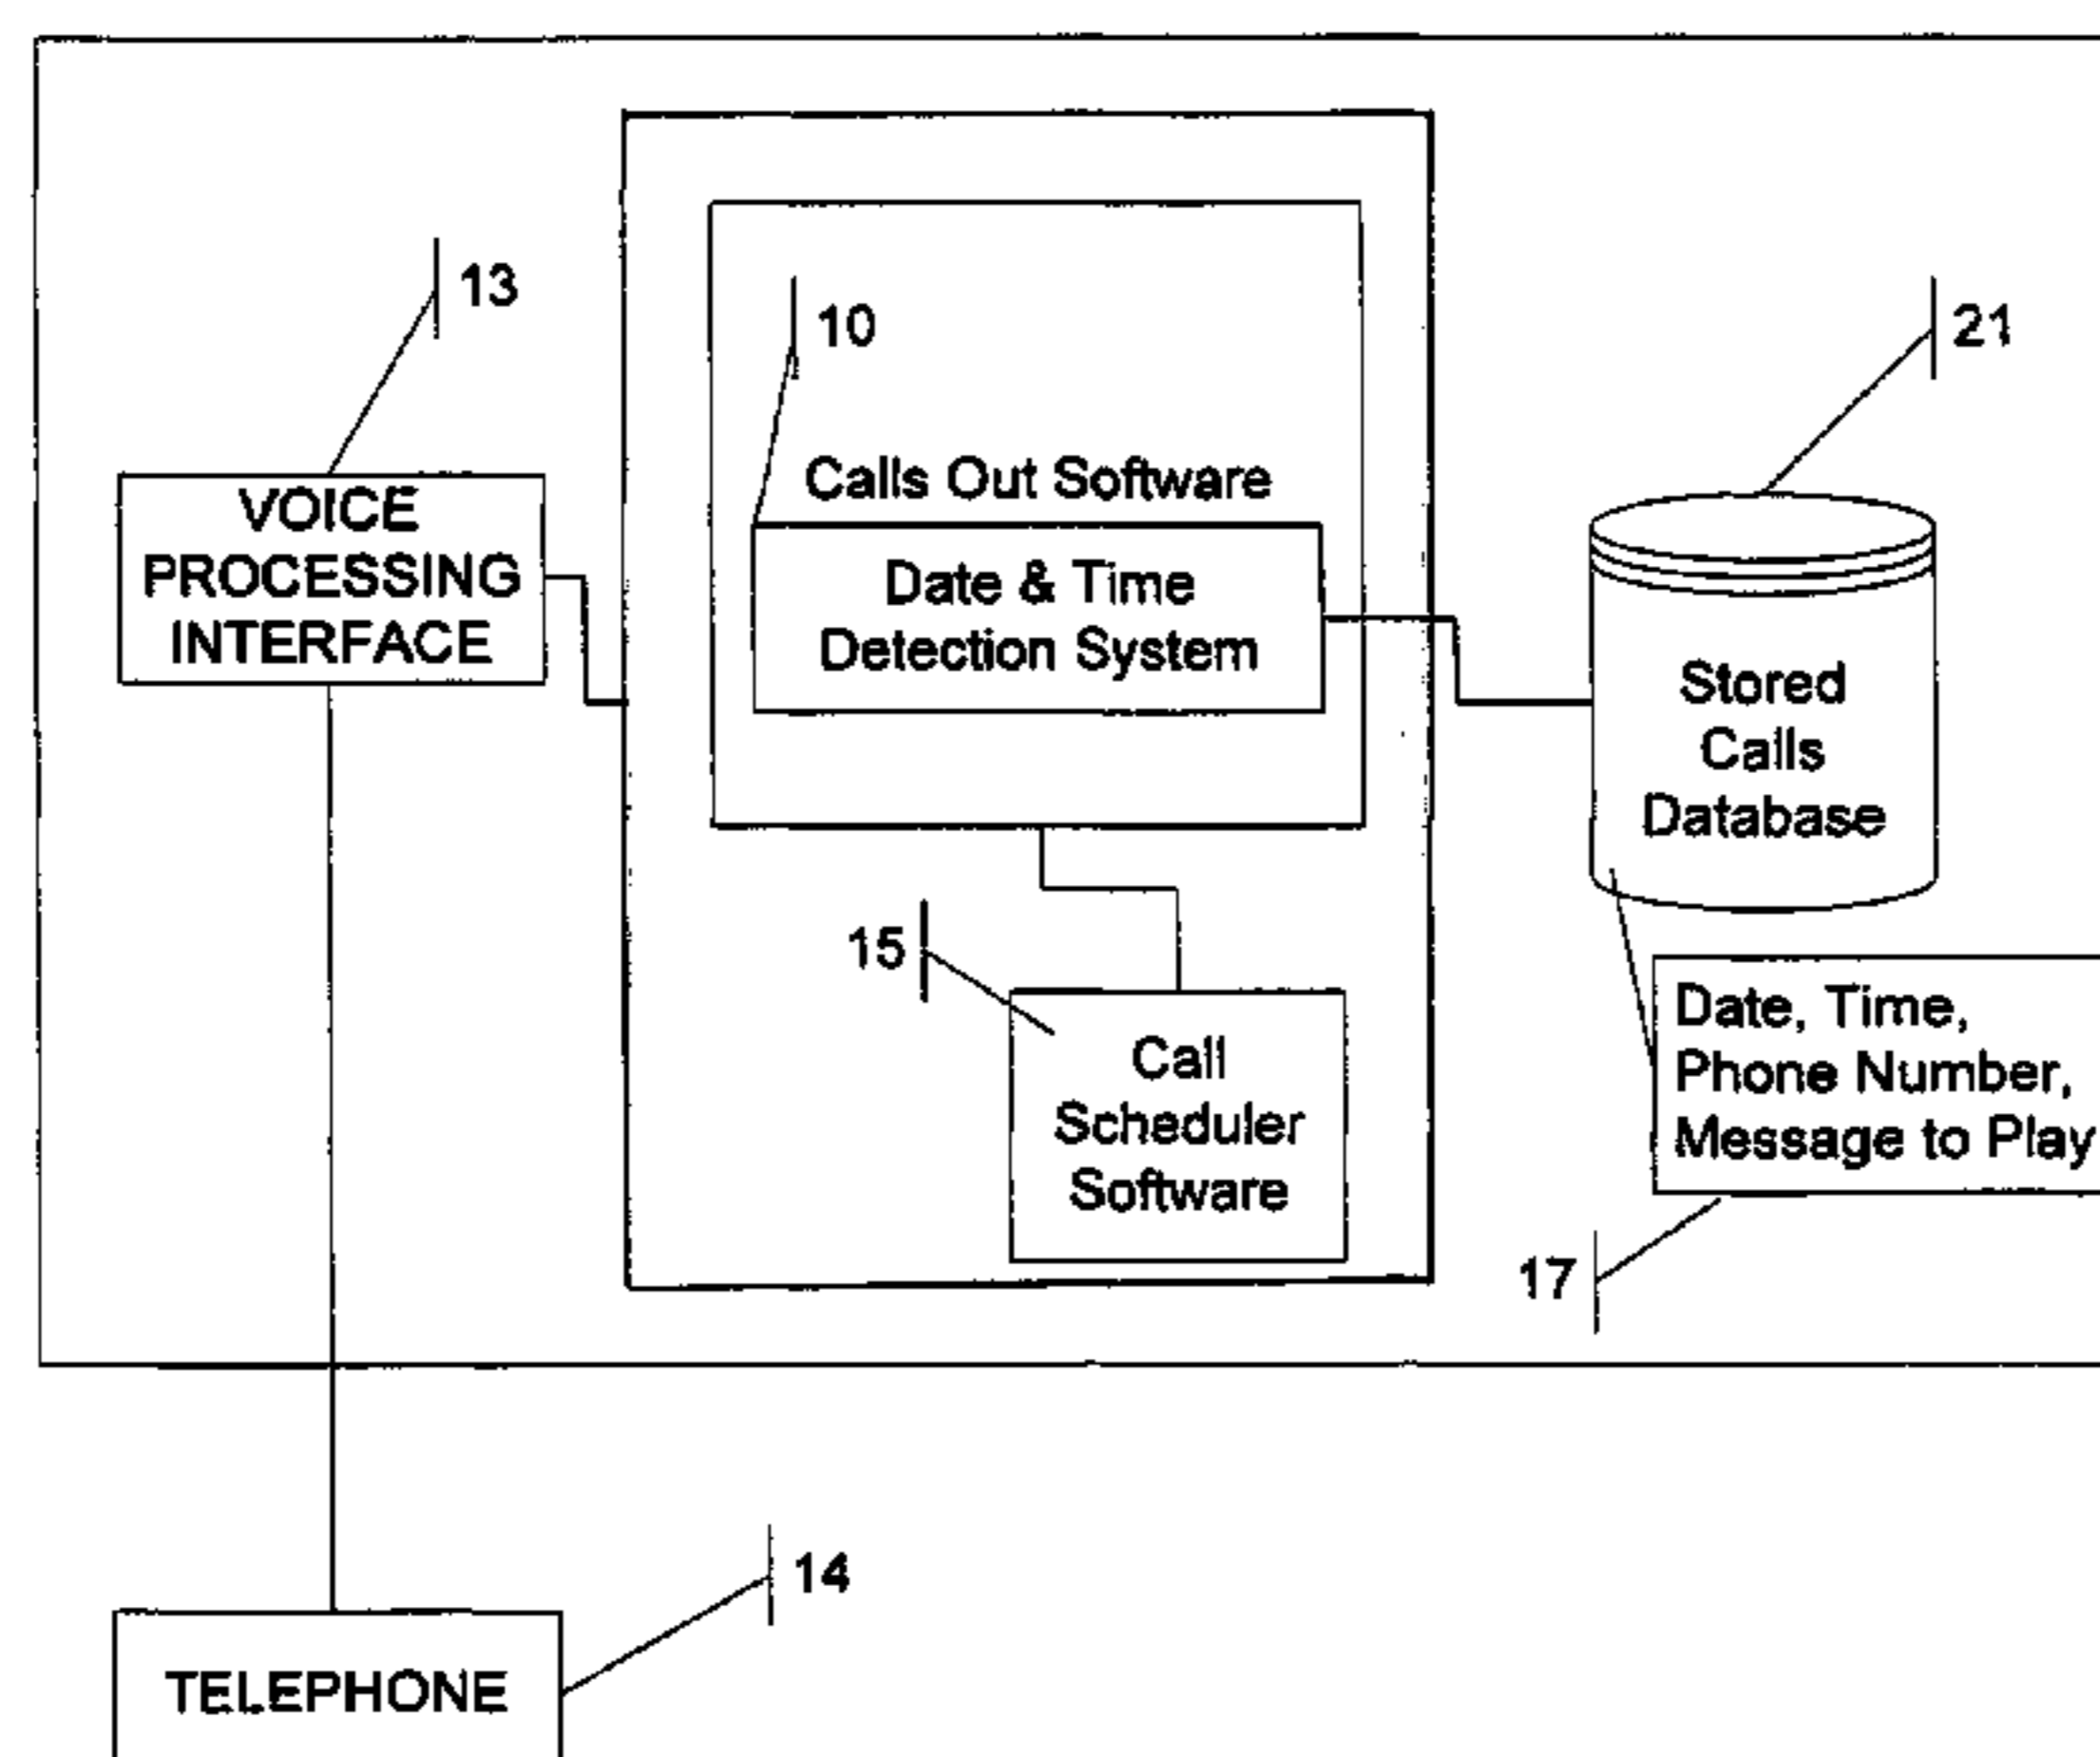 13
10
21
VOICE
PROCESSING
INTERFACE
Calls Out Software
Date & Time
Detection System
Stored
Calls
Database
15
Call
Scheduler
Software
Date, Time,
Phone Number,
Message to Play
17
14
TELEPHONE